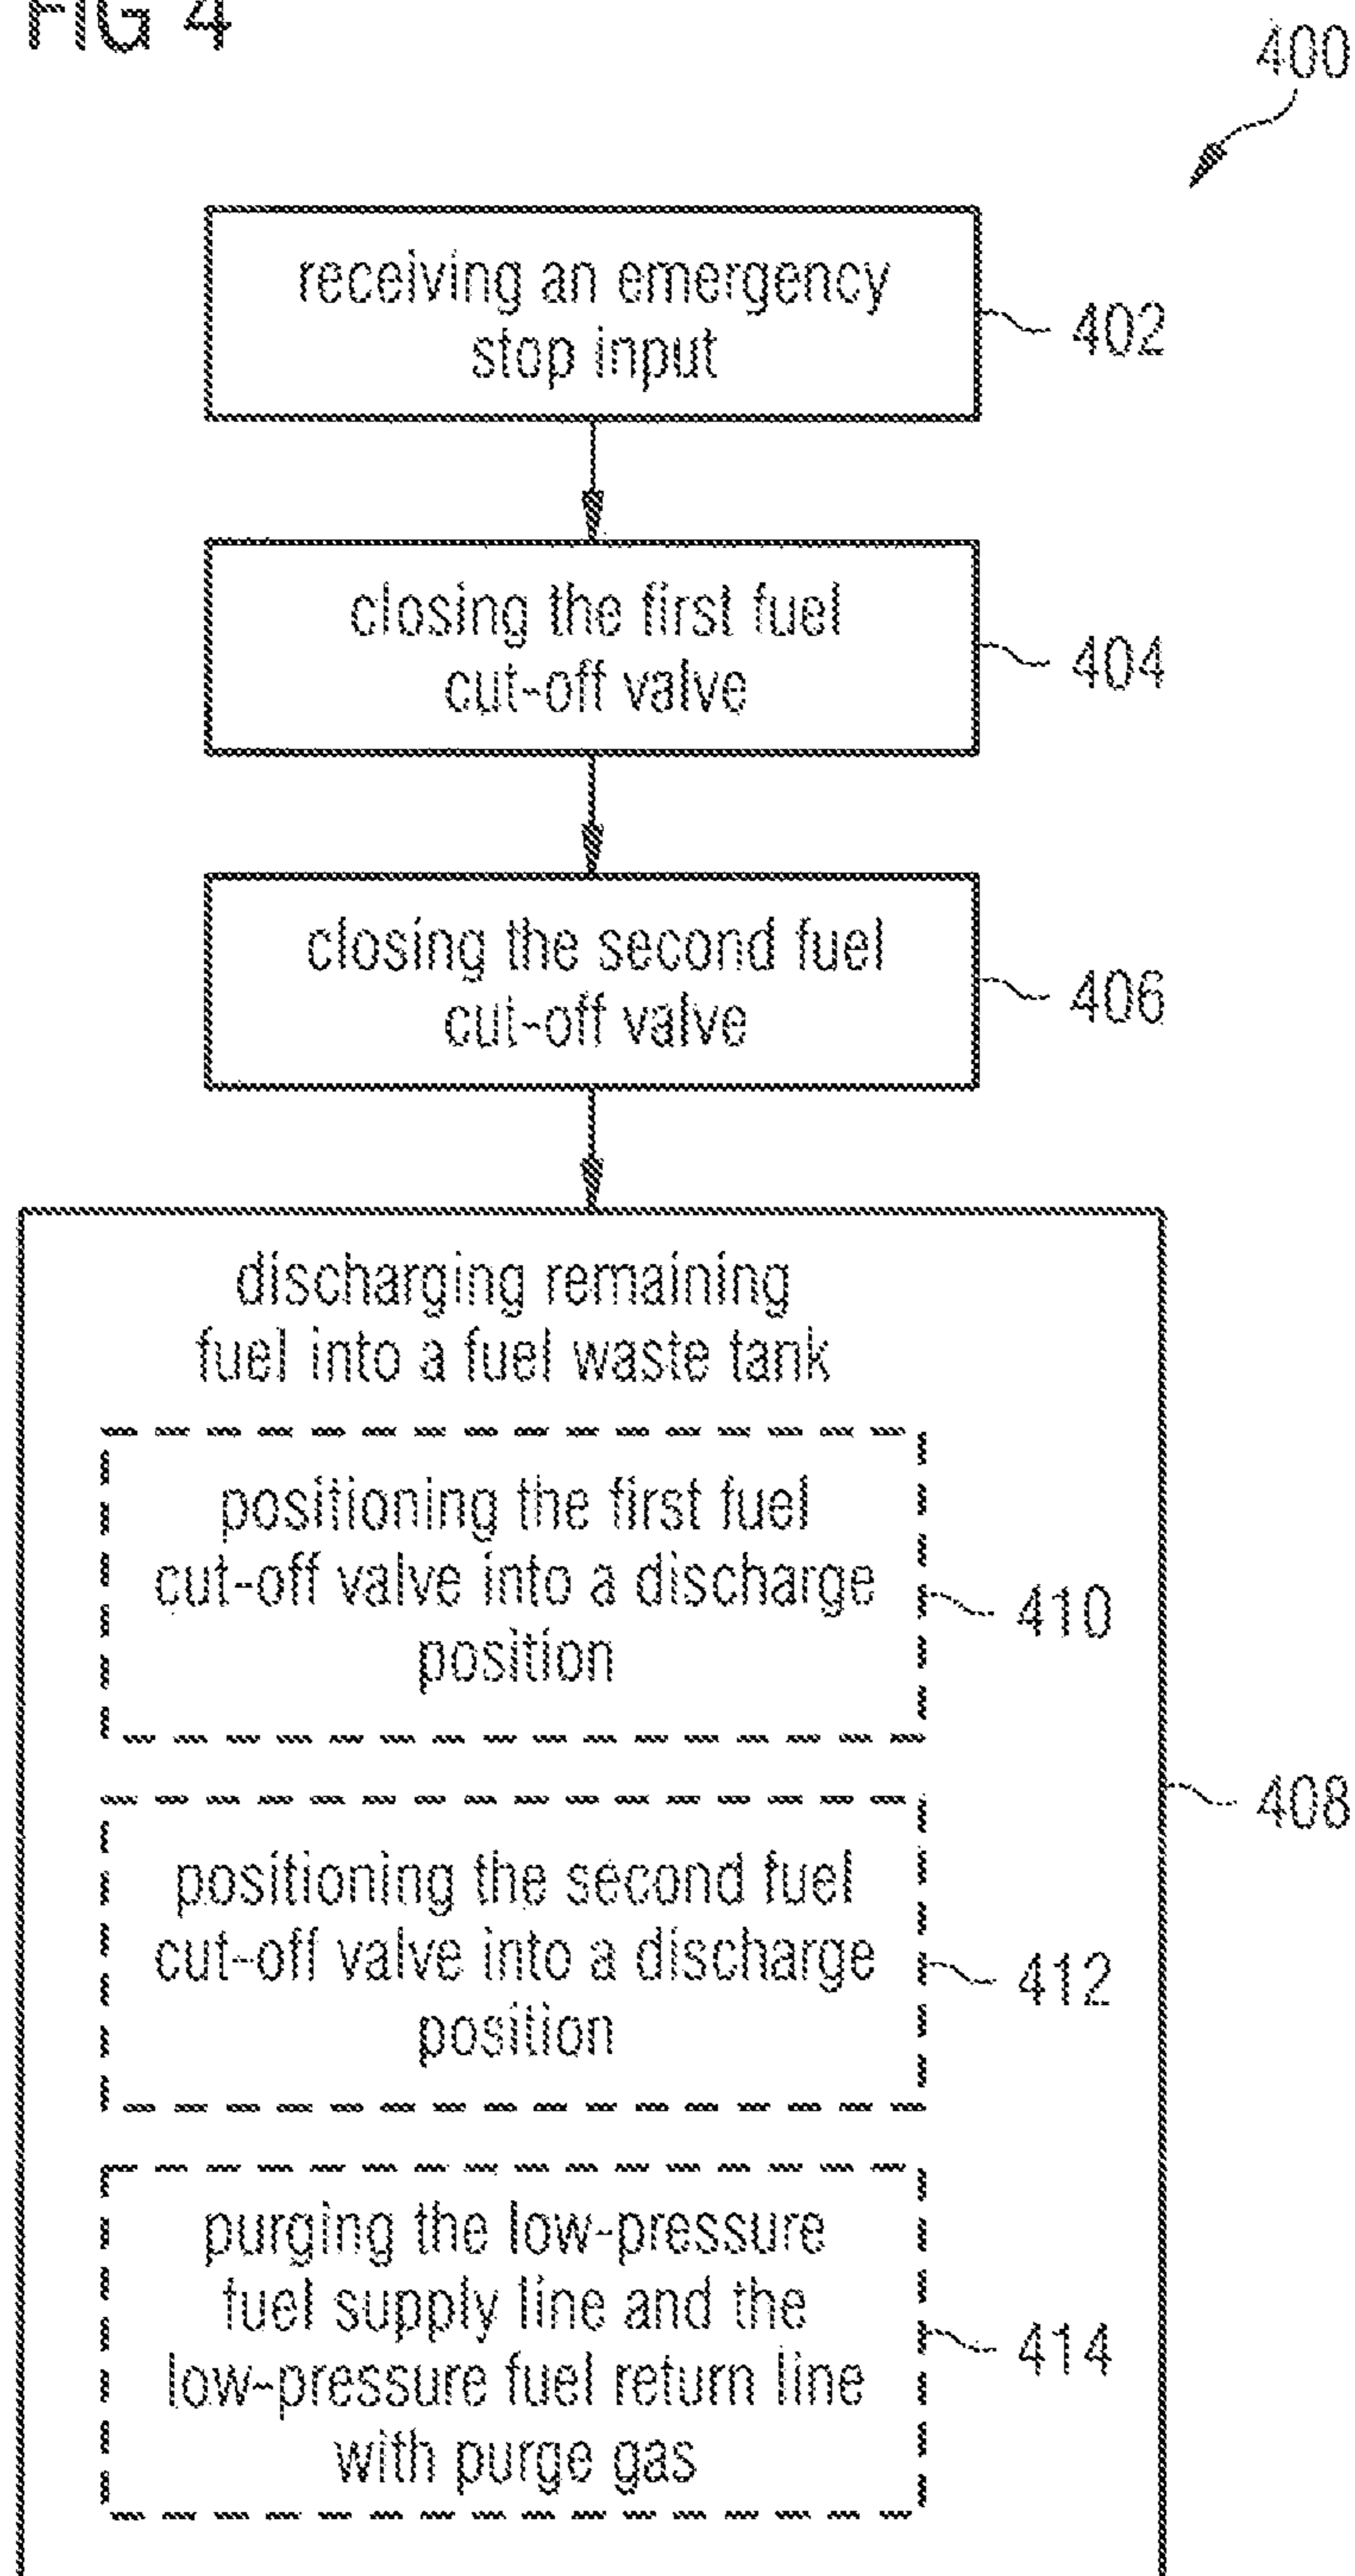 FIG 4
400
receiving an emergency
stop input
402
closing the first fuel
cut-off valve
404
closing the second fuel
cut-off valve
406
discharging remaining
fuel into a fuel waste tank
positioning the first fuel
cut-off valve into a discharge
position
410
408
positioning the second fuel
cut-off valve into a discharge
position
412
purging the low-pressure
fuel supply line and the
low-pressure fuel return line
with purge gas
414